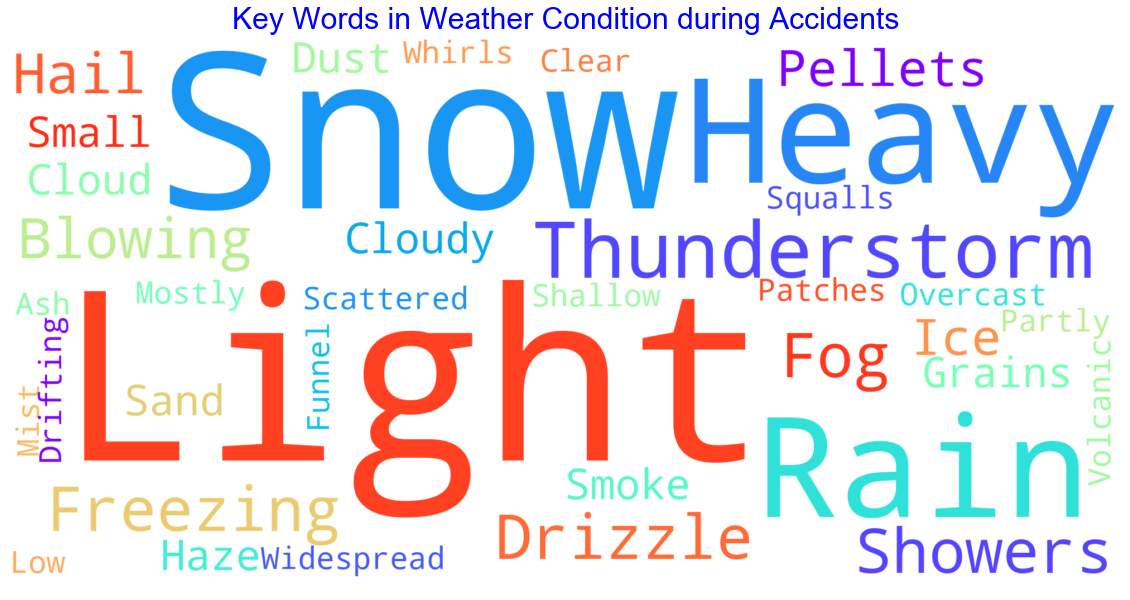 Key Words in Weather Condition during Accidents
Hail
Snow
Dust
Whirls
Clear
Pellets
Heavy
Small
Cloud
Squalls
Blowing
Cloudy
Thunderstorm
Ash
Mostly
Scattered
Shallow
Patches
Overcast
Light
Drifting
Mist
Sand
Funnel
Fog
Ice
Partly
Grains
Volcanic
Rain
Freezing
Smoke
Drizzle
Showers
Low
Haze
Widespread